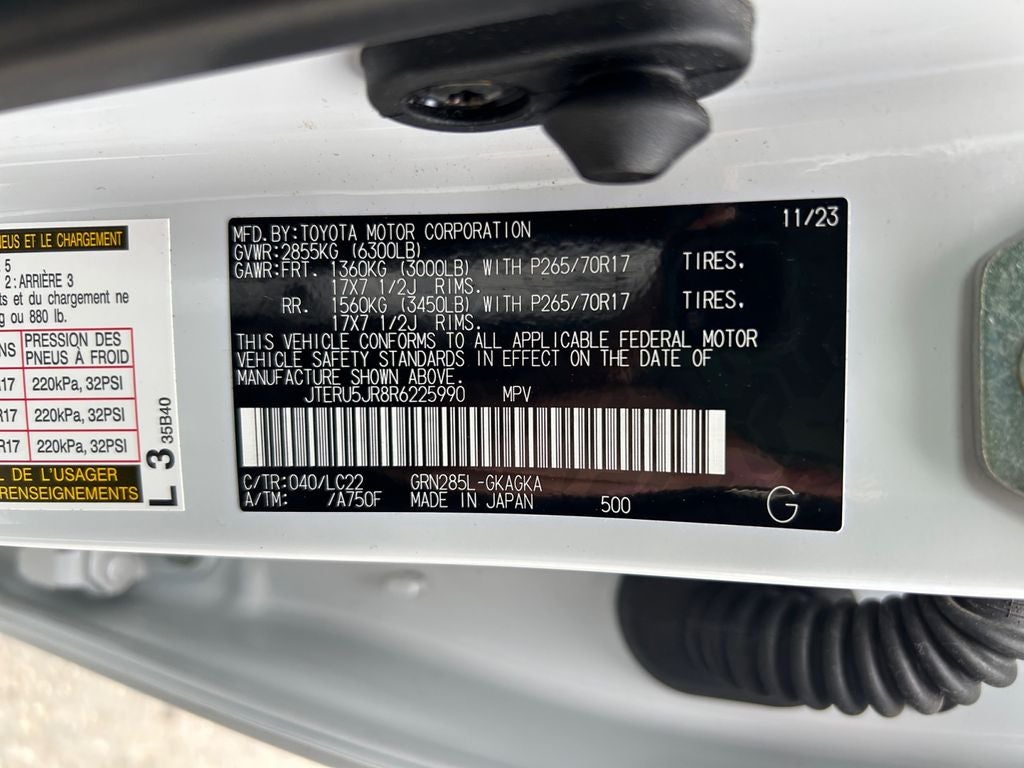 NEUS ET LE CHARGEMENT
5
2 : ARRIÈRE 3
ts et du chargement ne
g ou 880 lb.
NS PRESSION DES
PNEUS À FROID
R17 220kPa, 32PSI
R17 220kPa, 32PSI
R17 220kPa, 32PSI
L DE L'USAGER
RENSEIGNEMENTS
L 3 35B40
11/23
MFD.BY:TOYOTA MOTOR CORPORATION
GVWR:2855KG (6300LB)
GAWR:FRT. 1360KG (3000LB) WITH P265/70R17 TIRES.
17X7 1/2J RIMS.
RR. 1560KG (3450LB) WITH P265/70R17 TIRES.
17X7 1/2J RIMS.
THIS VEHICLE CONFORMS TO ALL APPLICABLE FEDERAL MOTOR
VEHICLE SAFETY STANDARDS IN EFFECT ON THE DATE OF
MANUFACTURE SHOWN ABOVE.
JTERU5JR8R6225990 MPV
C/TR:040/LC22 GRN285L-GKAGKA
A/TM: /A750F MADE IN JAPAN 500 G